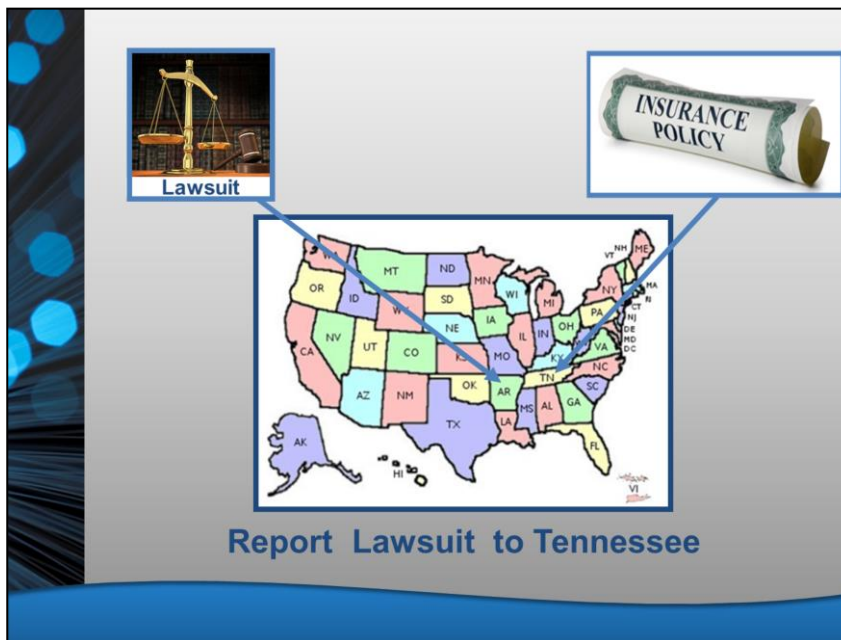 Lawsuit
INSURANCE
POLICY
MT
ND
MN
VT
NH
ME
OR
ID
SD
WI
MI
NY
MA
CT
NJ
DE
MD
DC
PA
NE
IA
IL
IN
OH
NV
UT
CO
CA
MO
KY
VA
NC
TN
AZ
NM
OK
AR
SC
MS
AL
GA
TX
LA
FL
AK
HI
VI
Report Lawsuit to Tennessee